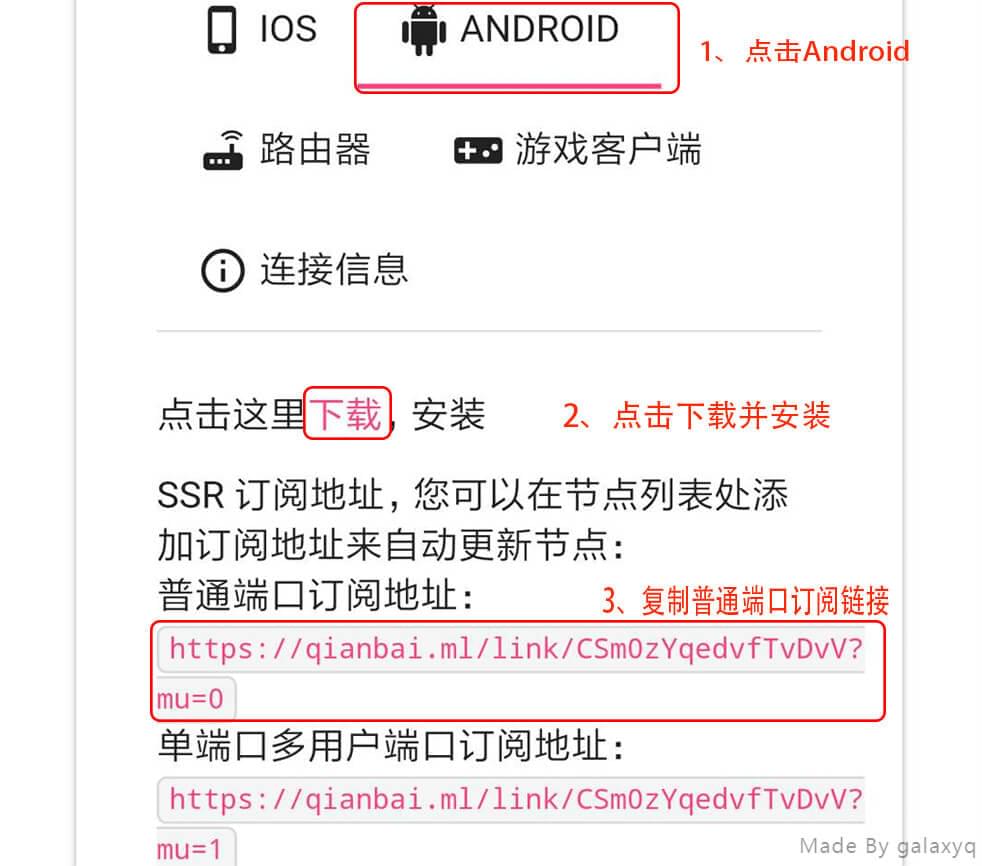 IOS
ANDROID
1、点击Android
路由器
游戏客户端
连接信息
点击这里下载, 安装
2、点击下载并安装
SSR 订阅地址, 您可以在节点列表处添
加订阅地址来自动更新节点:
普通端口订阅地址:
3、复制普通端口订阅链接
https://qianbai.ml/link/CSm0zYqedvfTvDvV?
mu=0
单端口多用户端口订阅地址:
https://qianbai.ml/link/CSm0zYqedvfTvDvV?
mu=1
Made By galaxyq